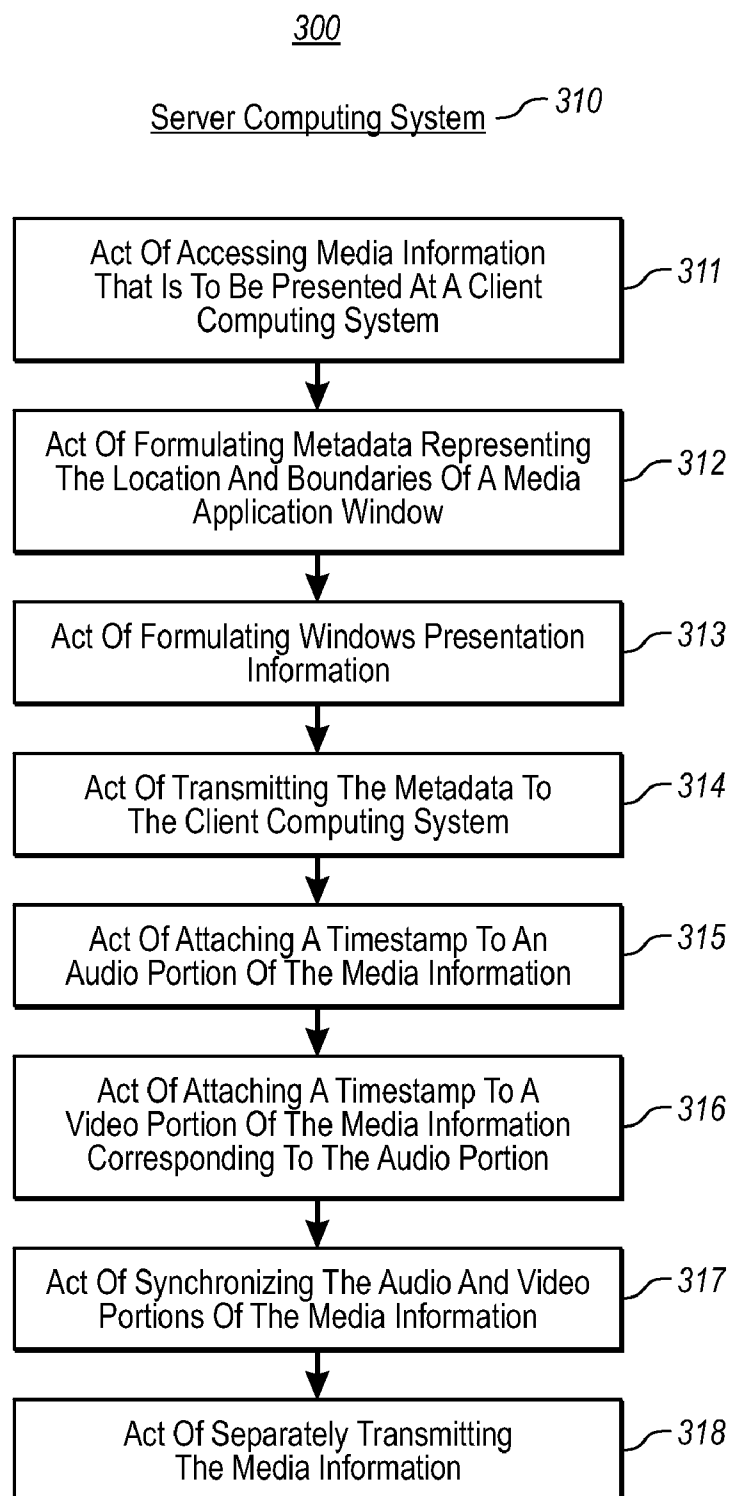 300
Server Computing System 310
Act Of Accessing Media Information
That Is To Be Presented At A Client
Computing System
311
Act Of Formulating Metadata Representing
The Location And Boundaries Of A Media
Application Window
312
Act Of Formulating Windows Presentation
Information
313
Act Of Transmitting The Metadata To
The Client Computing System
314
Act Of Attaching A Timestamp To An
Audio Portion Of The Media Information
315
Act Of Attaching A Timestamp To A
Video Portion Of The Media Information
Corresponding To The Audio Portion
316
Act Of Synchronizing The Audio And Video
Portions Of The Media Information
317
Act Of Separately Transmitting
The Media Information
318